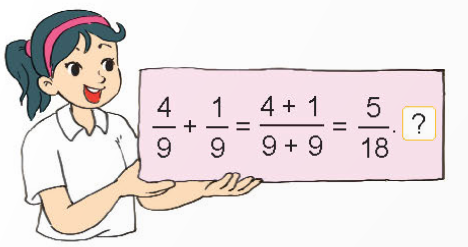 4/9 + 1/9 = (4 + 1)/(9 + 9) = 5/18. ?